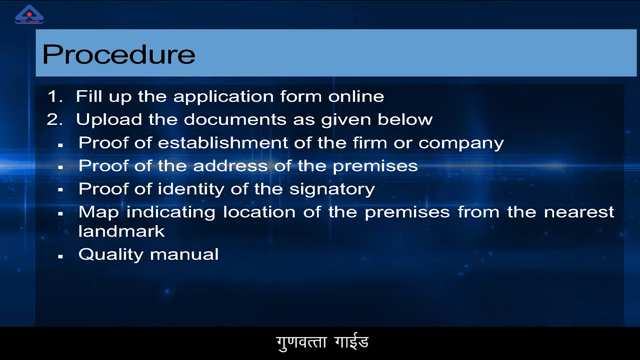 Procedure
1. Fill up the application form online
2. Upload the documents as given below
▪ Proof of establishment of the firm or company
▪ Proof of the address of the premises
▪ Proof of identity of the signatory
▪ Map indicating location of the premises from the nearest
landmark
▪ Quality manual
गुणवत्ता गाईड